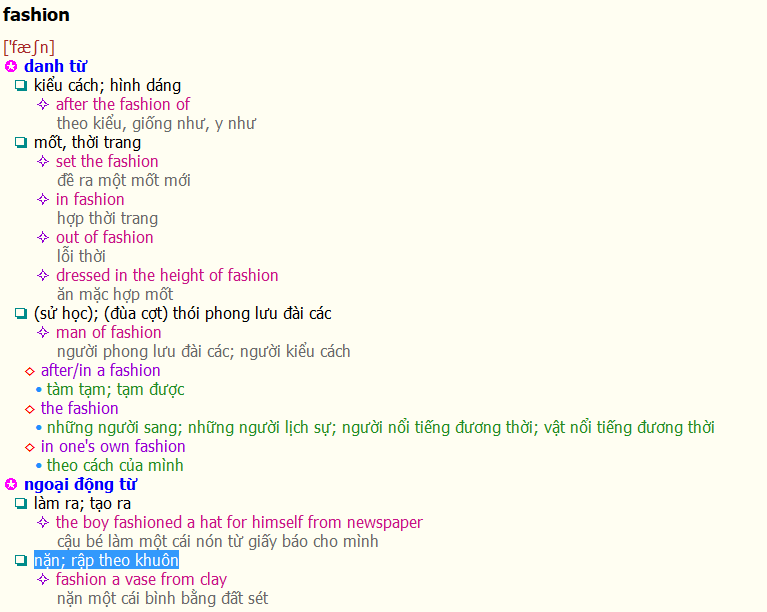 fashion
['fæ∫n]
danh từ
kiểu cách; hình dáng
after the fashion of
theo kiểu, giống như, y như
mốt, thời trang
set the fashion
đề ra một mốt mới
in fashion
hợp thời trang
out of fashion
lỗi thời
dressed in the height of fashion
ăn mặc hợp mốt
(sử học); (đùa cợt) thói phong lưu đài các
man of fashion
người phong lưu đài các; người kiểu cách
after/in a fashion
tàm tạm; tạm được
the fashion
những người sang; những người lịch sự; người nổi tiếng đương thời; vật nổi tiếng đương thời
in one's own fashion
theo cách của mình
ngoại động từ
làm ra; tạo ra
the boy fashioned a hat for himself from newspaper
cậu bé làm một cái nón từ giấy báo cho mình
nặn; rập theo khuôn
fashion a vase from clay
nặn một cái bình bằng đất sét